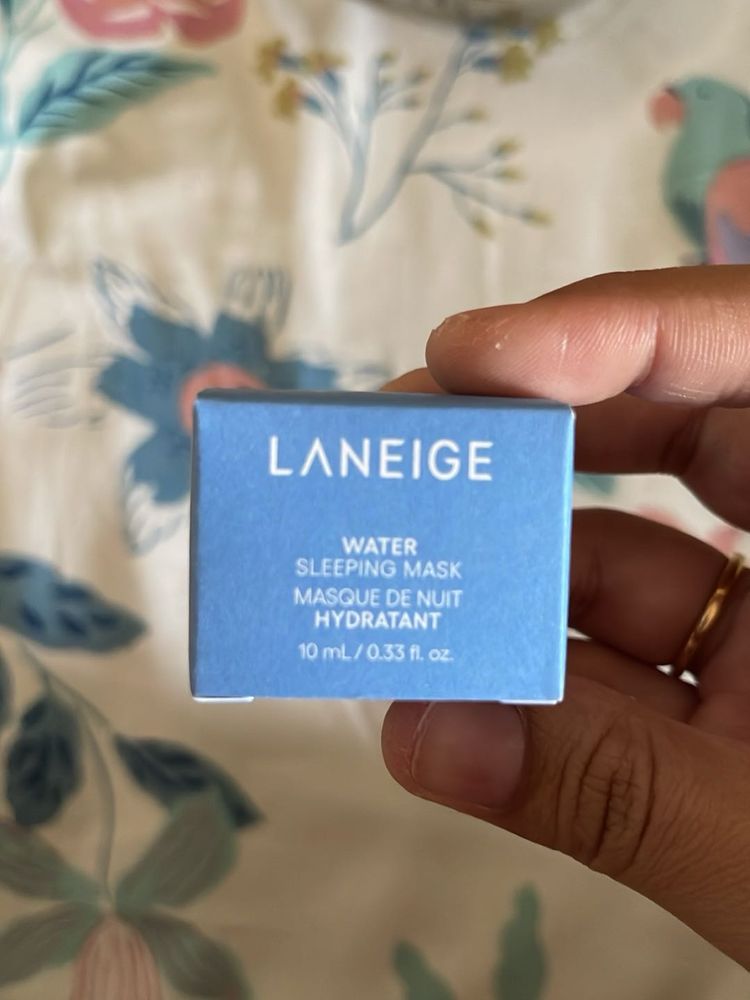 LANEIGE
WATER
SLEEPING MASK
MASQUE DE NUIT
HYDRATANT
10 mL / 0.33 fl. oz.